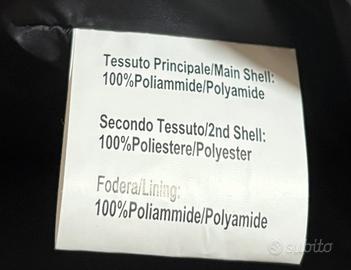 Tessuto Principale/Main Shell:
100%Poliammide/Polyamide
Secondo Tessuto/2nd Shell:
100%Poliestere/Polyester
Fodera/Lining:
100%Poliammide/Polyamide
subito